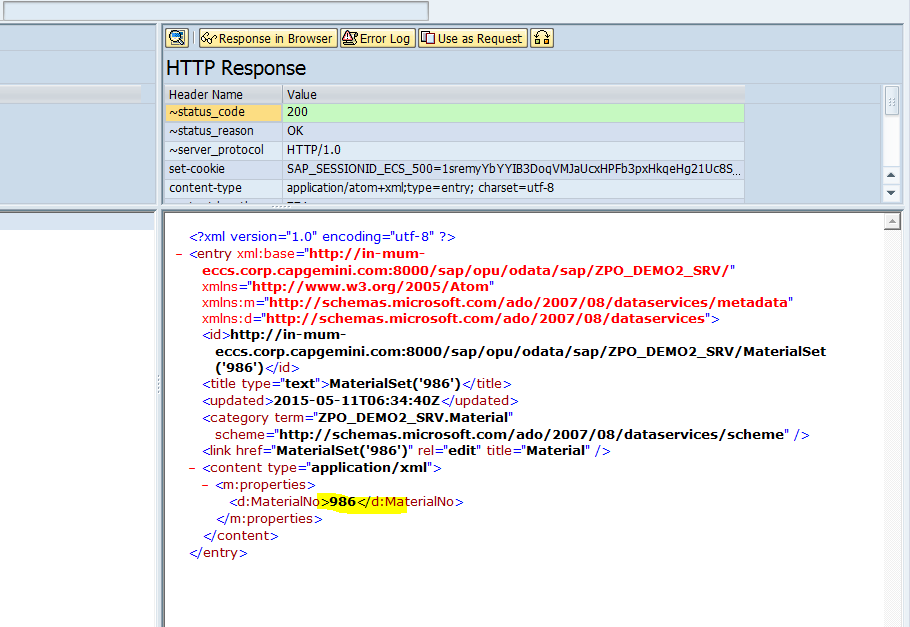 Response in Browser Error Log Use as Request
HTTP Response
Header Name Value
~status_code 200
~status_reason OK
~server_protocol HTTP/1.0
set-cookie SAP_SESSIONID_ECS_500=1sremyYbYYIB3DoqVMJaUcxHPFb3pxHkqeHg21Uc8S...
content-type application/atom+xml;type=entry; charset=utf-8
<?xml version="1.0" encoding="utf-8" ?>
- <entry xml:base="http://in-mum-
eccs.corp.capgemini.com:8000/sap/opu/odata/sap/ZPO_DEMO2_SRV/"
xmlns="http://www.w3.org/2005/Atom"
xmlns:m="http://schemas.microsoft.com/ado/2007/08/dataservices/metadata"
xmlns:d="http://schemas.microsoft.com/ado/2007/08/dataservices">
<id>http://in-mum-
eccs.corp.capgemini.com:8000/sap/opu/odata/sap/ZPO_DEMO2_SRV/MaterialSet
('986')</id>
<title type="text">MaterialSet('986')</title>
<updated>2015-05-11T06:34:40Z</updated>
<category term="ZPO_DEMO2_SRV.Material"
scheme="http://schemas.microsoft.com/ado/2007/08/dataservices/scheme" />
<link href="MaterialSet('986')" rel="edit" title="Material" />
- <content type="application/xml">
- <m:properties>
<d:MaterialNo>986</d:MaterialNo>
</m:properties>
</content>
</entry>